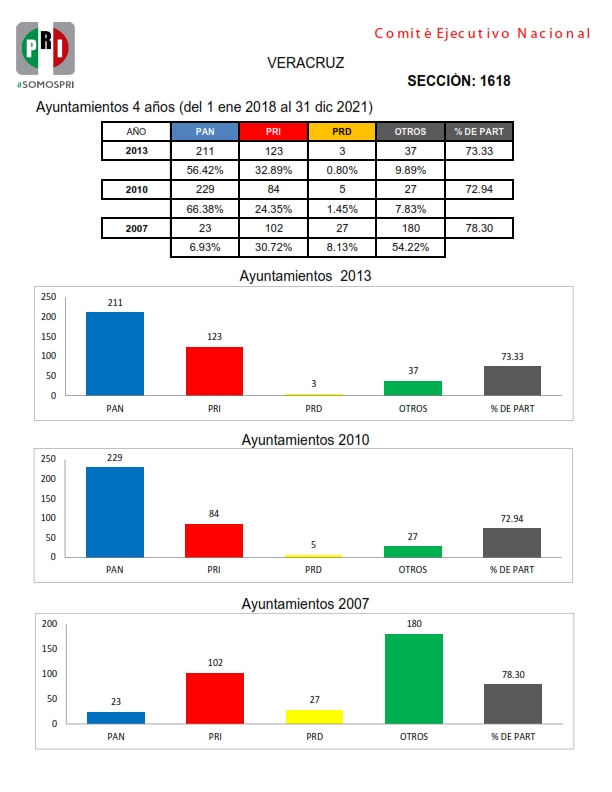 Comité Ejecutivo Nacional
PRI
#SOMOSPRI
VERACRUZ
SECCIÓN: 1618
Ayuntamientos 4 años (del 1 ene 2018 al 31 dic 2021)
AÑO PAN PRI PRD OTROS % DE PART
2013 211 123 3 37 73.33
56.42% 32.89% 0.80% 9.89%
2010 229 84 5 27 72.94
66.38% 24.35% 1.45% 7.83%
2007 23 102 27 180 78.30
6.93% 30.72% 8.13% 54.22%
Ayuntamientos 2013
250
200
150
100
50
0
211
123
3
37
73.33
PAN PRI PRD OTROS % DE PART
Ayuntamientos 2010
250
200
150
100
50
0
229
84
5
27
72.94
PAN PRI PRD OTROS % DE PART
Ayuntamientos 2007
200
150
100
50
0
23
102
27
180
78.30
PAN PRI PRD OTROS % DE PART